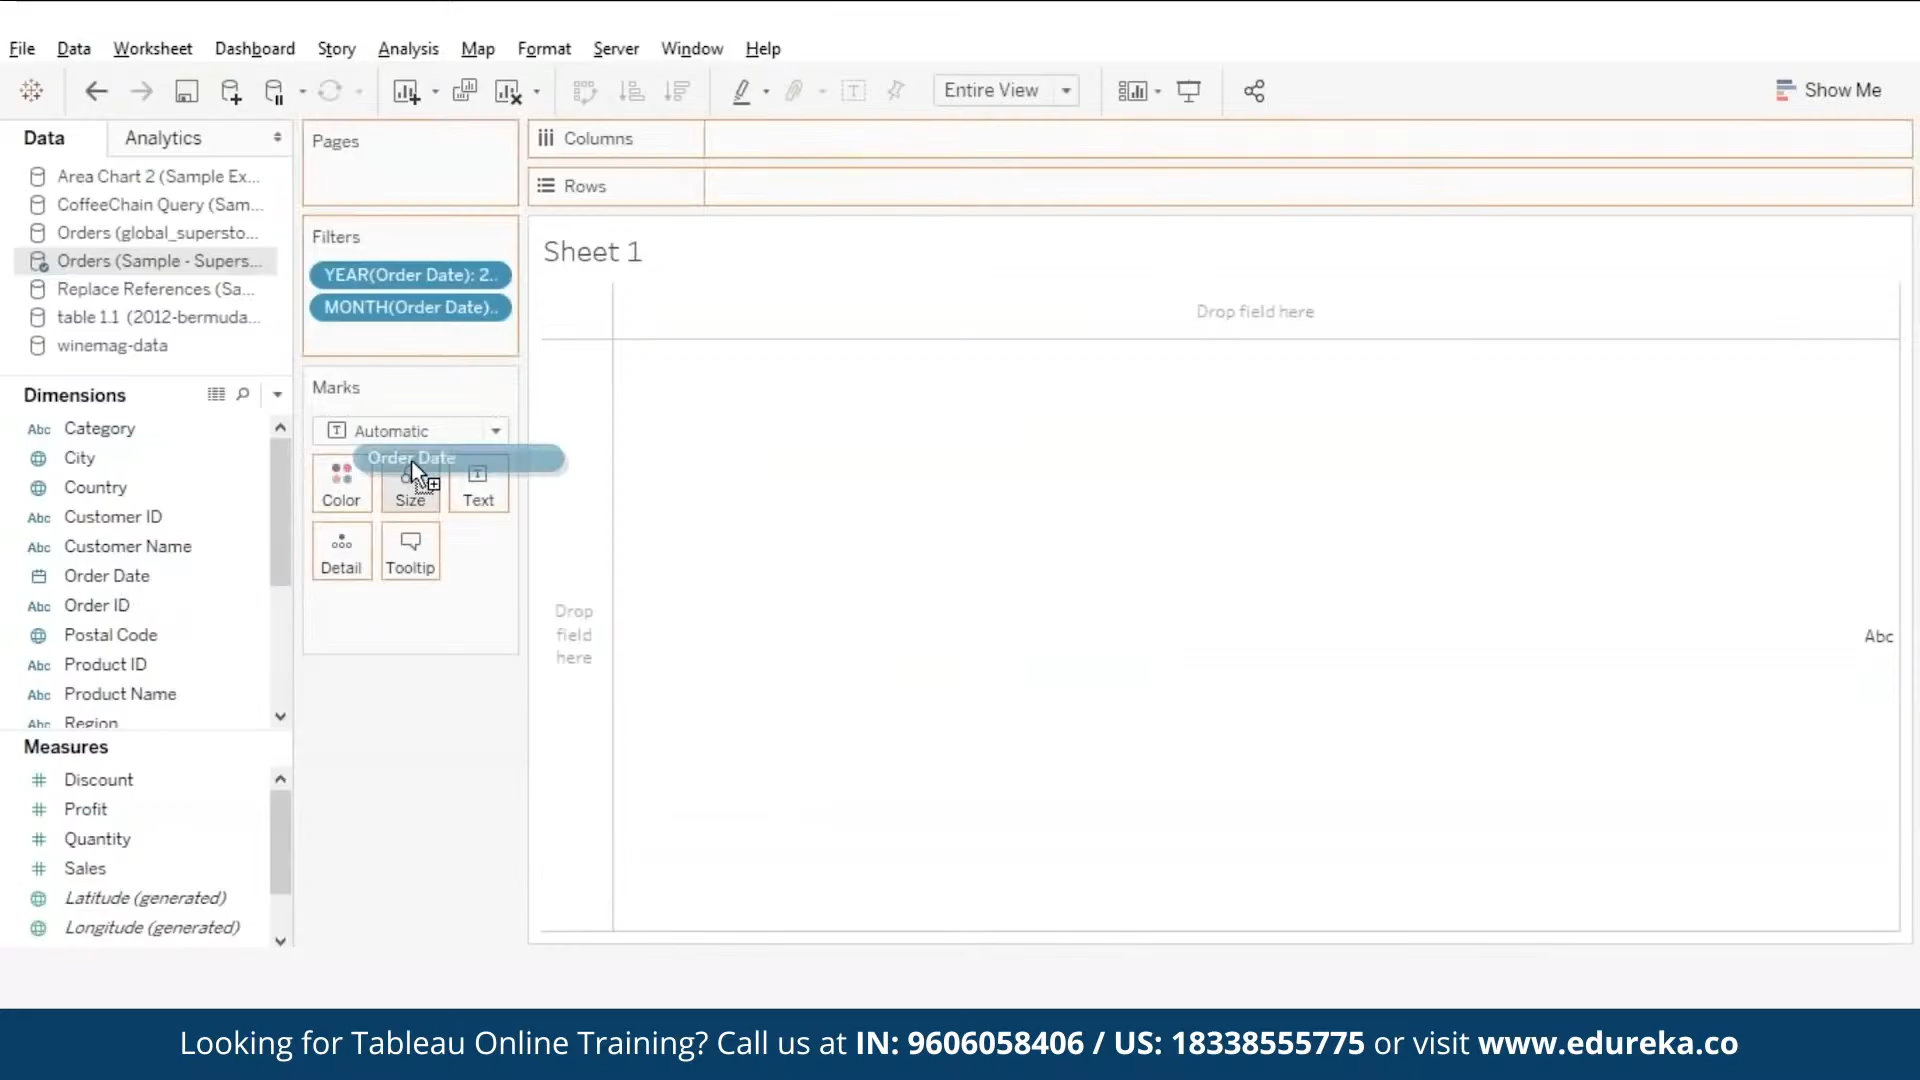 File Data Worksheet Dashboard Story Analysis Map Format Server Window Help
Entire View
Show Me
Data Analytics
Area Chart 2 (Sample Ex...
CoffeeChain Query (Sam...
Orders (global_supersto...
Orders (Sample - Supers...
Replace References (Sa...
table 1.1 (2012-bermuda...
winemag-data
Dimensions
Abc Category
City
Country
Abc Customer ID
Abc Customer Name
Order Date
Abc Order ID
Postal Code
Abc Product ID
Abc Product Name
Abc Region
Measures
Discount
Profit
Quantity
Sales
Latitude (generated)
Longitude (generated)
Pages
Filters
YEAR(Order Date): 2..
MONTH(Order Date)..
Marks
Automatic
Order Date
Color Size Text
Detail Tooltip
Columns
Rows
Sheet 1
Drop field here
Drop
field
here
Abc
Looking for Tableau Online Training? Call us at IN: 9606058406 / US: 18338555775 or visit www.edureka.co